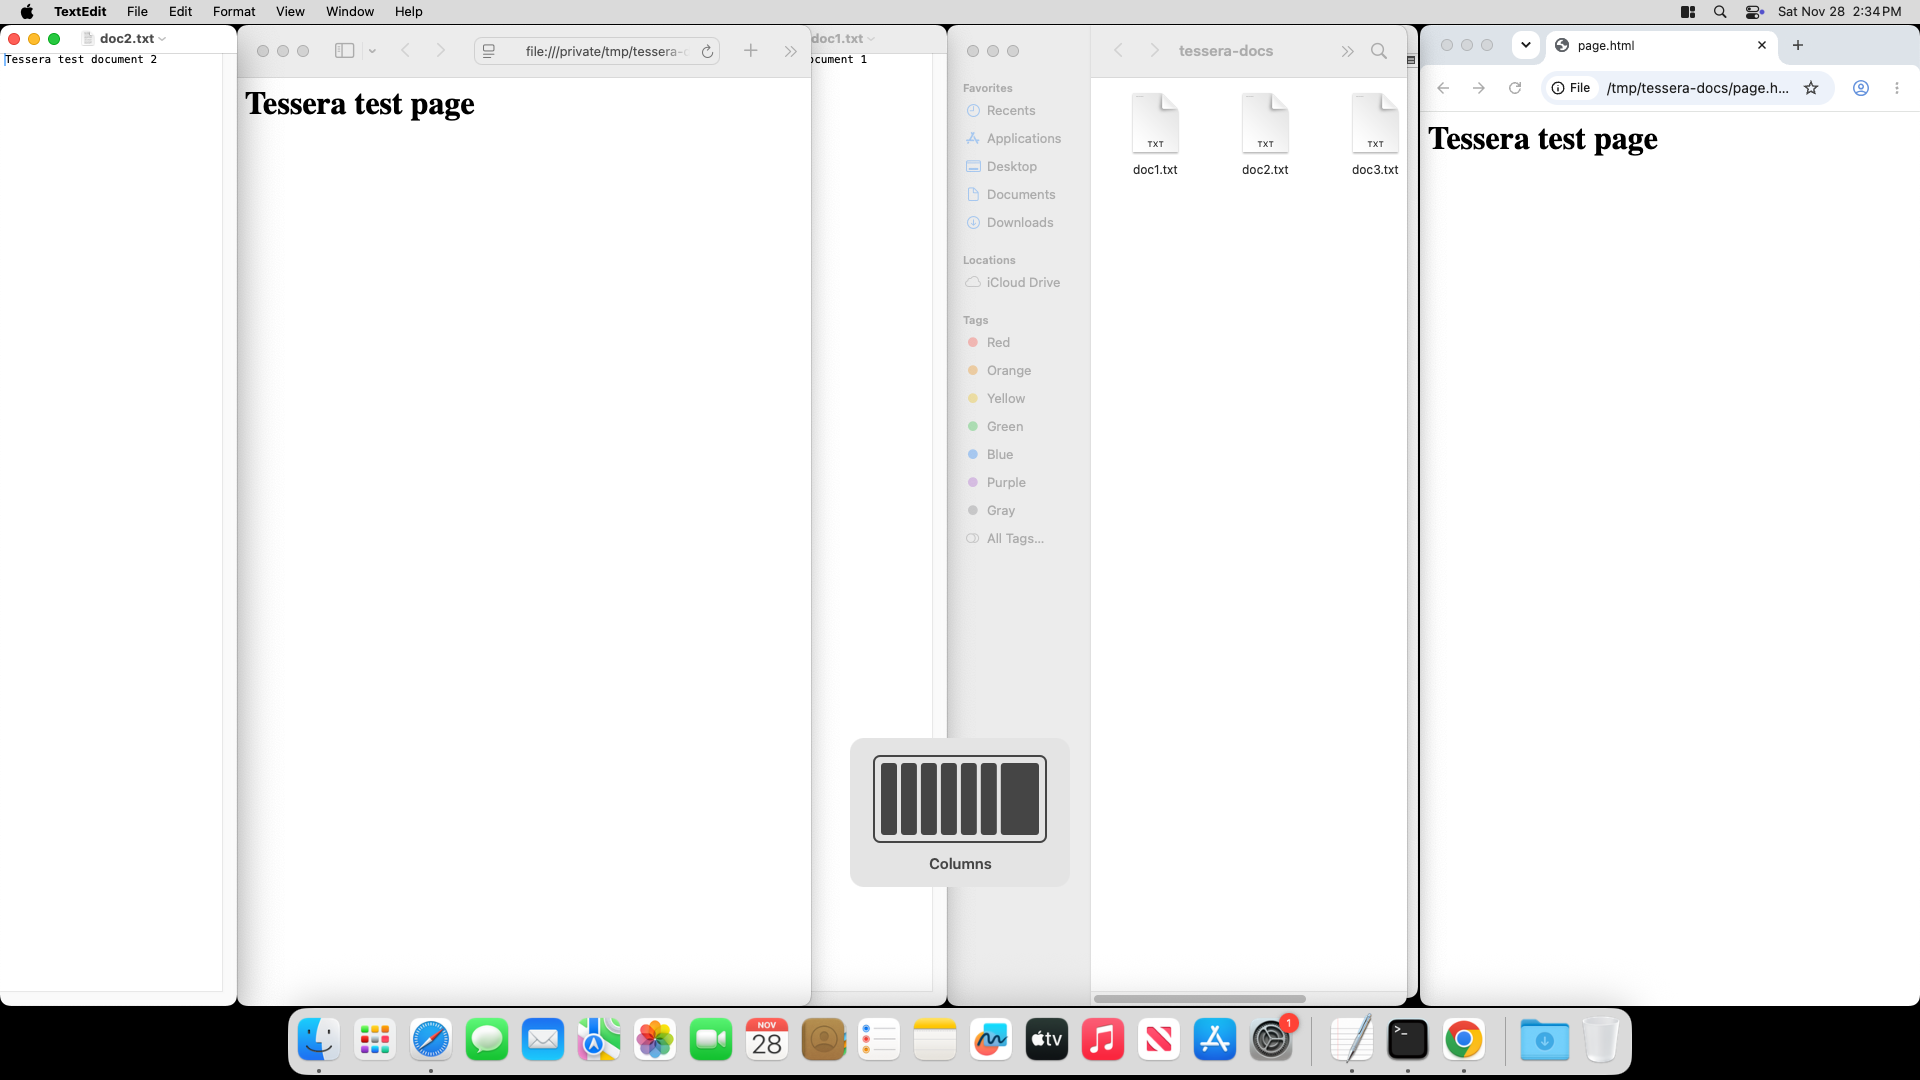 TextEdit File Edit Format View Window Help
Sat Nov 28 2:34 PM
doc2.txt
Tessera test document 2
file:///private/tmp/tessera-
Tessera test page
doc1.txt
ocument 1
Favorites
Recents
Applications
Desktop
Documents
Downloads
Locations
iCloud Drive
Tags
Red
Orange
Yellow
Green
Blue
Purple
Gray
All Tags...
tessera-docs
TXT TXT TXT
doc1.txt doc2.txt doc3.txt
page.html
File /tmp/tessera-docs/page.h...
Tessera test page
Columns
NOV
28
tv
1
>_